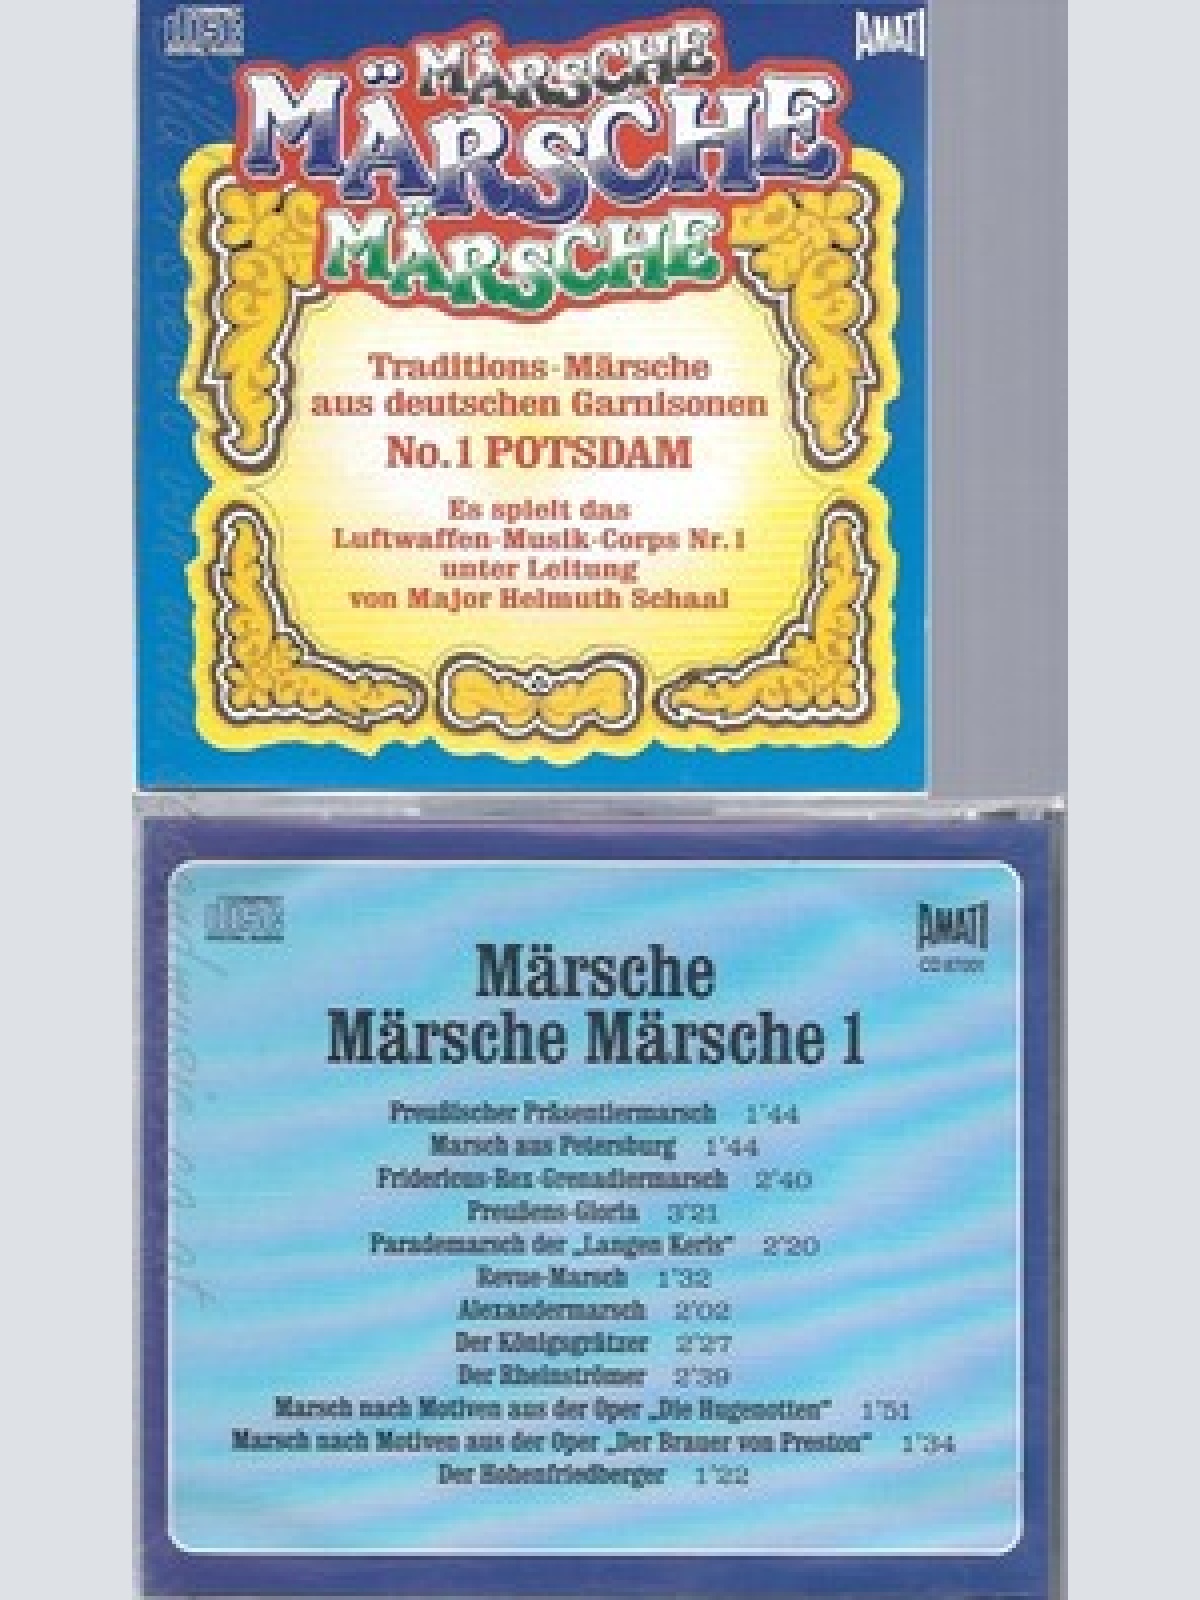 AMATI
MÄRSCHE
MÄRSCHE
MÄRSCHE
Traditions-Märsche
aus deutschen Garnisonen
No. 1 POTSDAM
Es spielt das
Luftwaffen-Musik-Corps Nr. 1
unter Leitung
von Major Helmuth Schaal
disc
AMATI
Märsche
Märsche Märsche 1
Preußischer Präsentiermarsch 1'44
Marsch aus Petersburg 1'44
Fridericus-Rex-Grenadiermarsch 2'40
Preußens-Gloria 3'21
Parademarsch der „Langen Kerls“ 2'20
Revue-Marsch 1'32
Alexandermarsch 2'02
Der Königsgrätzer 2'27
Der Rheinströmer 2'39
Marsch nach Motiven aus der Oper „Die Hugenotten“ 1'51
Marsch nach Motiven aus der Oper „Der Brauer von Preston“ 1'34
Der Hohenfriedberger 1'22